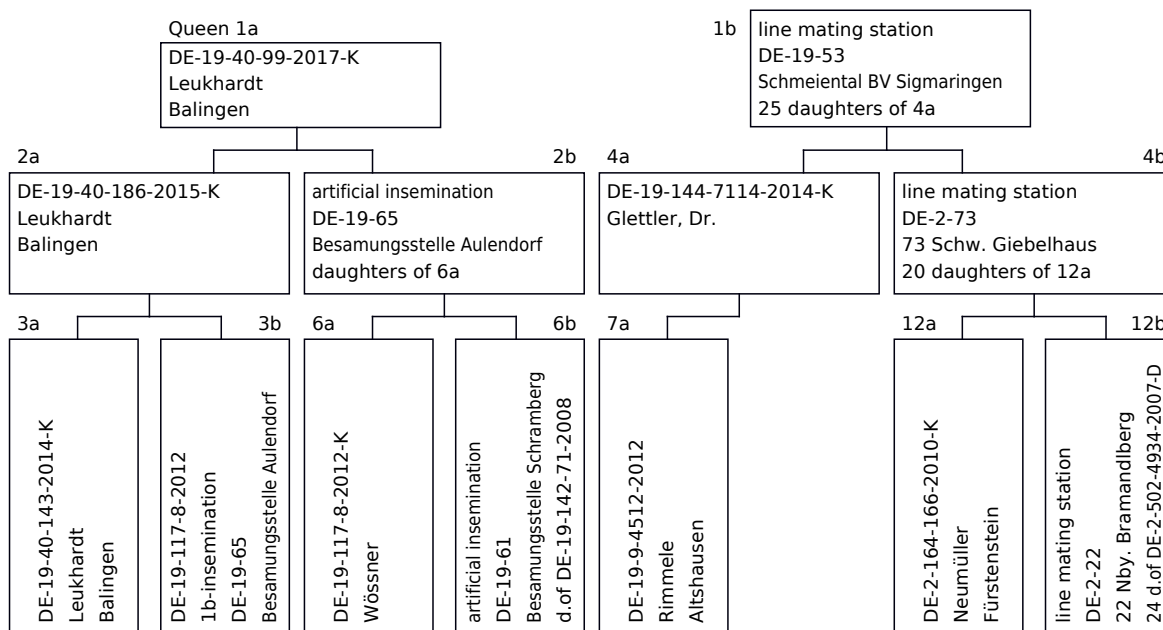 Queen 1a
DE-19-40-99-2017-K
Leukhardt
Balingen
1b
line mating station
DE-19-53
Schmeiental BV Sigmaringen
25 daughters of 4a
2a
DE-19-40-186-2015-K
Leukhardt
Balingen
2b
artificial insemination
DE-19-65
Besamungsstelle Aulendorf
daughters of 6a
4a
DE-19-144-7114-2014-K
Glettler, Dr.
4b
line mating station
DE-2-73
73 Schw. Giebelhaus
20 daughters of 12a
3a
DE-19-40-143-2014-K
Leukhardt
Balingen
3b
DE-19-117-8-2012
1b-insemination
DE-19-65
Besamungsstelle Aulendorf
6a
DE-19-117-8-2012-K
Wössner
6b
artificial insemination
DE-19-61
Besamungsstelle Schramberg
d.of DE-19-142-71-2008
7a
DE-19-9-4512-2012
Rimmele
Altshausen
12a
DE-2-164-166-2010-K
Neumüller
Fürstenstein
12b
line mating station
DE-2-22
22 Nby. Bramandlberg
24 d.of DE-2-502-4934-2007-D